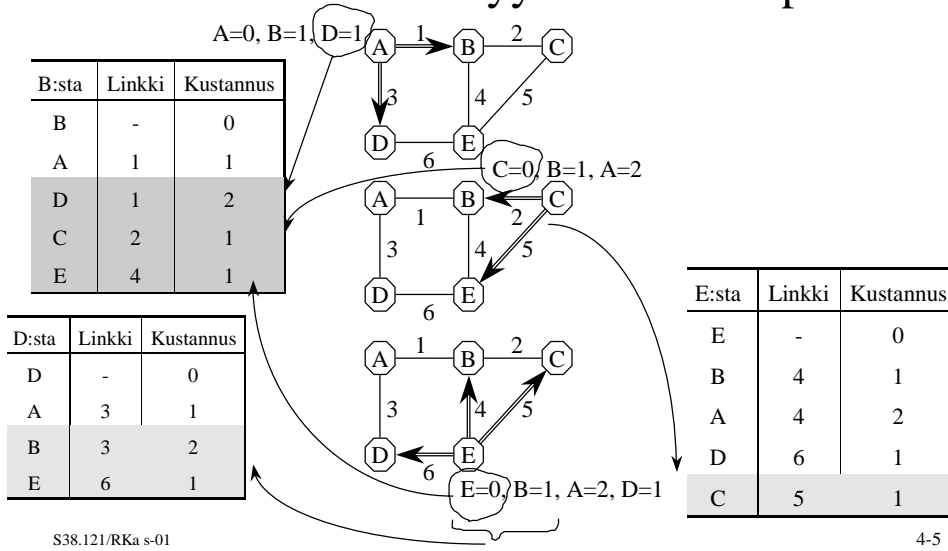 A=0, B=1, D=1
A 1 B 2 C
3 4 5
D 6 E
B:sta Linkki Kustannus
B - 0
A 1 1
D 1 2
C 2 1
E 4 1
C=0, B=1, A=2
A 1 B 2 C
3 4 5
D 6 E
D:sta Linkki Kustannus
D - 0
A 3 1
B 3 2
E 6 1
A 1 B 2 C
3 4 5
D 6 E
E=0, B=1, A=2, D=1
E:sta Linkki Kustannus
E - 0
B 4 1
A 4 2
D 6 1
C 5 1
S38.121/RKa s-01
4-5